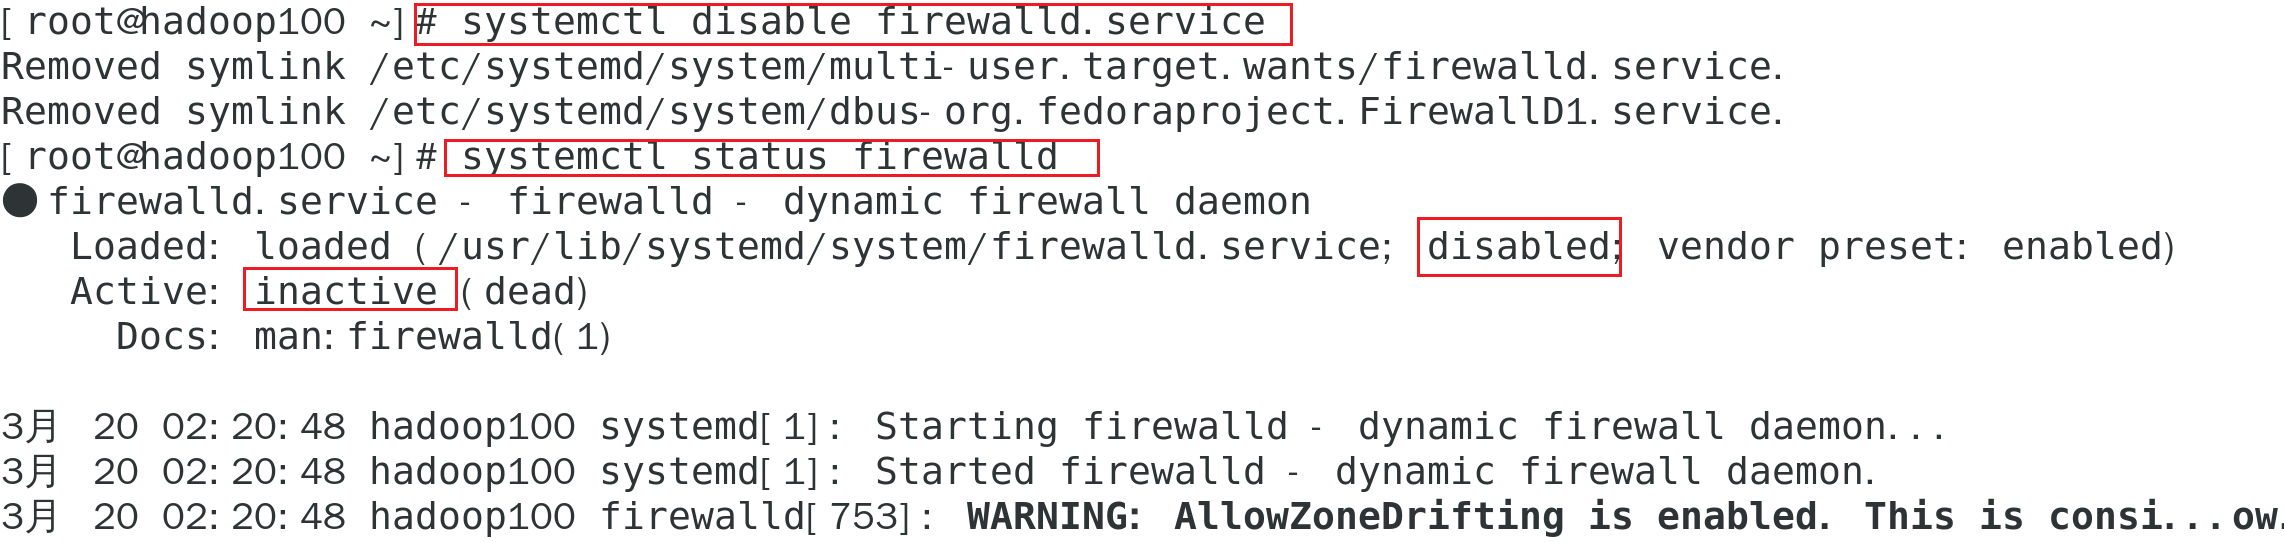 [root@hadoop100 ~]# systemctl disable firewalld.service
Removed symlink /etc/systemd/system/multi-user.target.wants/firewalld.service.
Removed symlink /etc/systemd/system/dbus-org.fedoraproject.FirewallD1.service.
[root@hadoop100 ~]# systemctl status firewalld
● firewalld.service - firewalld - dynamic firewall daemon
   Loaded: loaded (/usr/lib/systemd/system/firewalld.service; disabled; vendor preset: enabled)
   Active: inactive (dead)
     Docs: man:firewalld(1)

3月 20 02:20:48 hadoop100 systemd[1]: Starting firewalld - dynamic firewall daemon...
3月 20 02:20:48 hadoop100 systemd[1]: Started firewalld - dynamic firewall daemon.
3月 20 02:20:48 hadoop100 firewalld[753]: WARNING: AllowZoneDrifting is enabled. This is consi...ow.